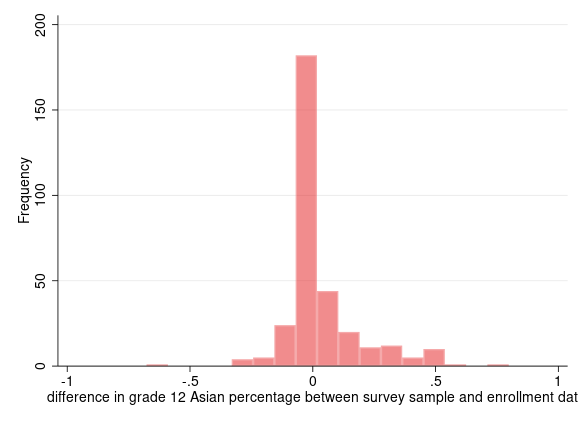 200
150
100
50
0
Frequency
-1 -.5 0 .5 1
difference in grade 12 Asian percentage between survey sample and enrollment dat